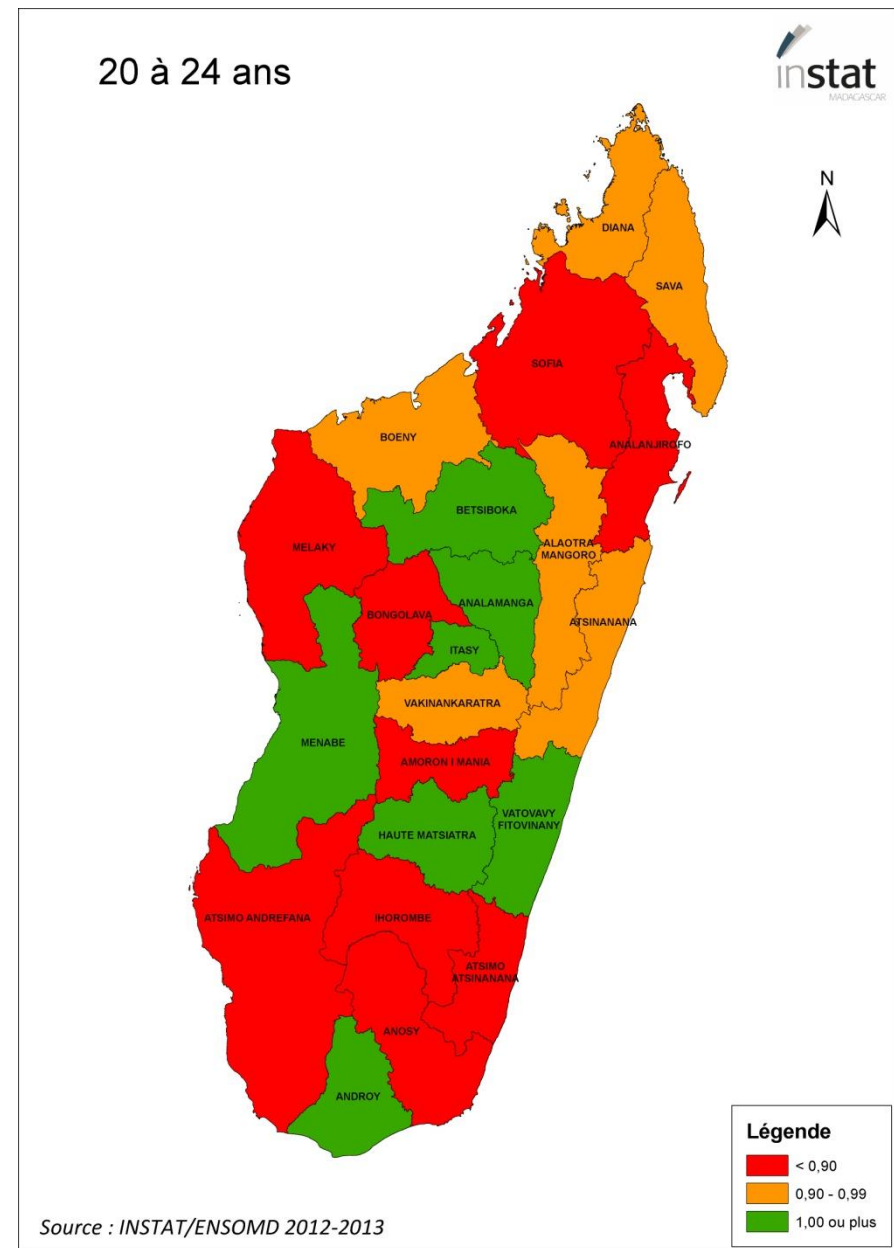 20 à 24 ans
instat
MADAGASCAR
N
DIANA
SAVA
SOFIA
BOENY
ANALANJIROFO
BETSIBOKA
ALAOTRA
MANGORO
MELAKY
ANALAMANGA
BONGOLAVA
ATSINANANA
ITASY
VAKINANKARATRA
MENABE
AMORON I MANIA
VATOVAVY
FITOVINANY
HAUTE MATSIATRA
ATSIMO ANDREFANA
IHOROMBE
ATSIMO
ATSINANANA
ANOSY
ANDROY
Légende
< 0,90
0,90 - 0,99
1,00 ou plus
Source : INSTAT/ENSOMD 2012-2013